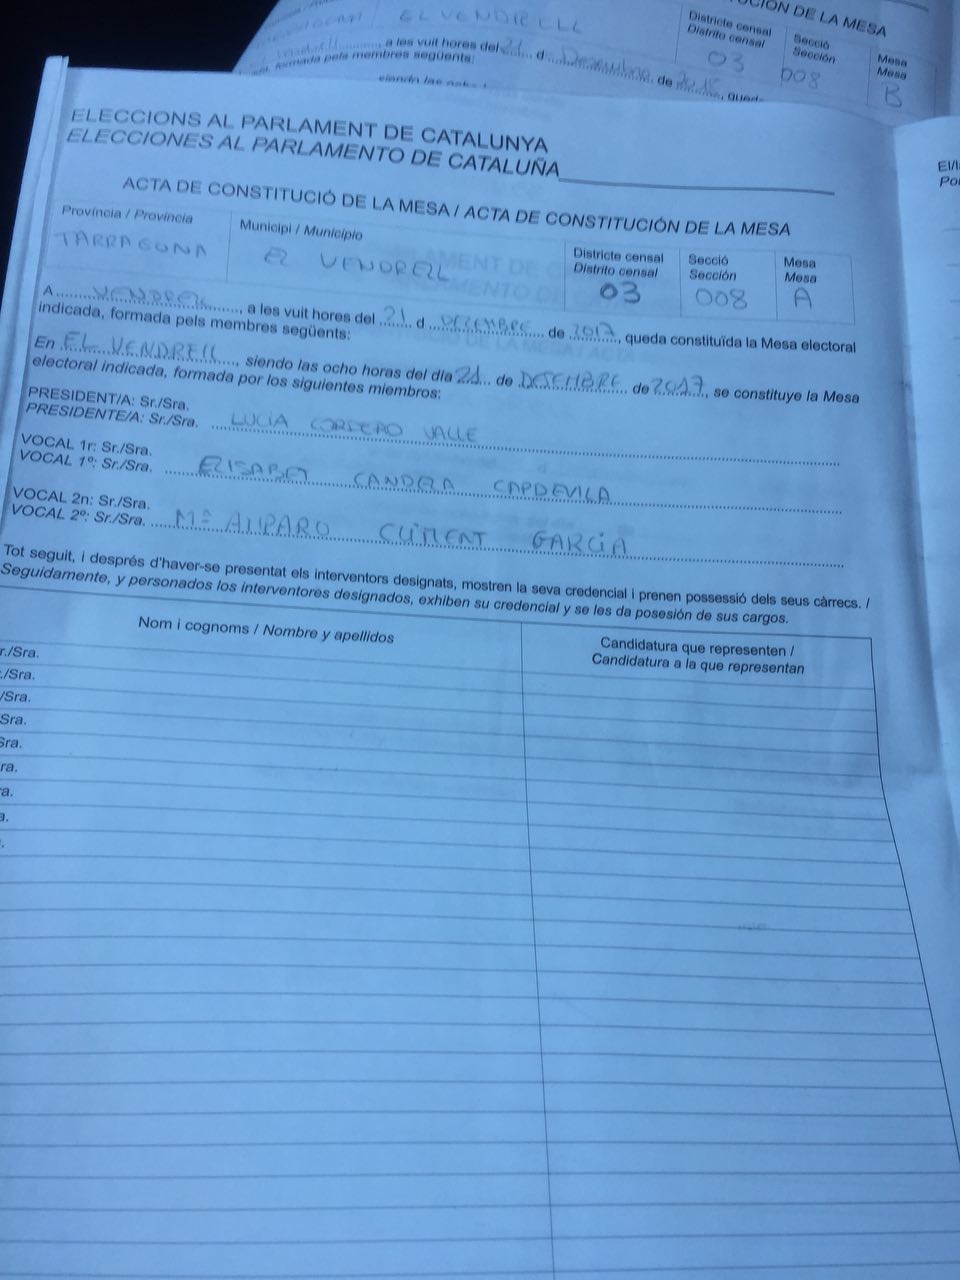 CIÓN DE LA MESA
EL VENDRELL
Districte censal
Distrito censal
03
Secció
Sección
008
Mesa
Mesa
B
, a les vuit hores del 21 d Dezembre de
formada pels membres següents:
ELECCIONS AL PARLAMENT DE CATALUNYA
ELECCIONES AL PARLAMENTO DE CATALUÑA
El/l
Po
ACTA DE CONSTITUCIÓ DE LA MESA / ACTA DE CONSTITUCIÓN DE LA MESA
Província / Provincia
TARRAGONA
Municipi / Municipio
EL VENDRELL
Districte censal
Distrito censal
03
Secció
Sección
008
Mesa
Mesa
A
A VENDRELL, a les vuit hores del 21 d DEZEMBRE de 2017, queda constituïda la Mesa electoral
indicada, formada pels membres següents:
En EL VENDRELL, siendo las ocho horas del día 21 de DESEMBRE de 2017, se constituye la Mesa
electoral indicada, formada por los siguientes miembros:
PRESIDENT/A: Sr./Sra.
PRESIDENTE/A: Sr./Sra. LUCIA CORDERO VALLE
VOCAL 1r: Sr./Sra.
VOCAL 1º: Sr./Sra. ELISABET CANDELA CAPDEVILA
VOCAL 2n: Sr./Sra.
VOCAL 2º: Sr./Sra. Mª AMPARO CLIMENT GARCIA
Tot seguit, i després d'haver-se presentat els interventors designats, mostren la seva credencial i prenen possessió dels seus càrrecs. /
Seguidamente, y personados los interventores designados, exhiben su credencial y se les da posesión de sus cargos.
Nom i cognoms / Nombre y apellidos
Candidatura que representen /
Candidatura a la que representan
r./Sra.
./Sra.
/Sra.
Sra.
Sra.
ra.
a.
a.